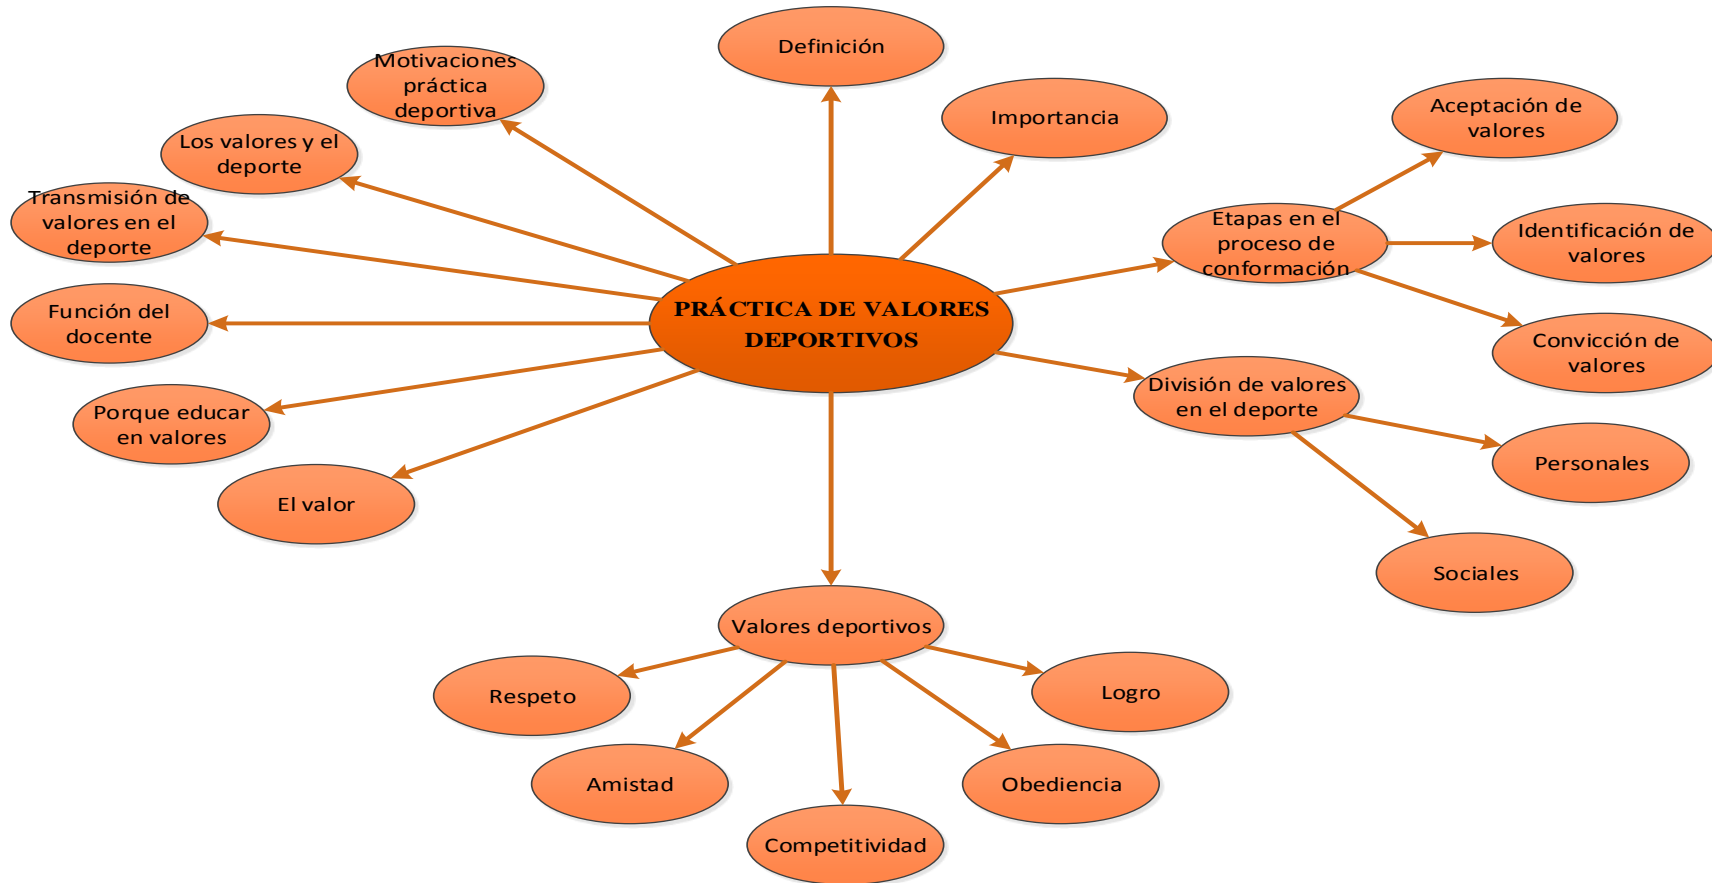 Definición
Motivaciones
práctica
deportiva
Importancia
Aceptación de
valores
Los valores y el
deporte
Transmisión de
valores en el
deporte
Etapas en el
proceso de
conformación
Identificación de
valores
PRÁCTICA DE VALORES
DEPORTIVOS
Función del
docente
Convicción de
valores
División de valores
en el deporte
Porque educar
en valores
Personales
El valor
Sociales
Valores deportivos
Respeto
Logro
Amistad
Obediencia
Competitividad